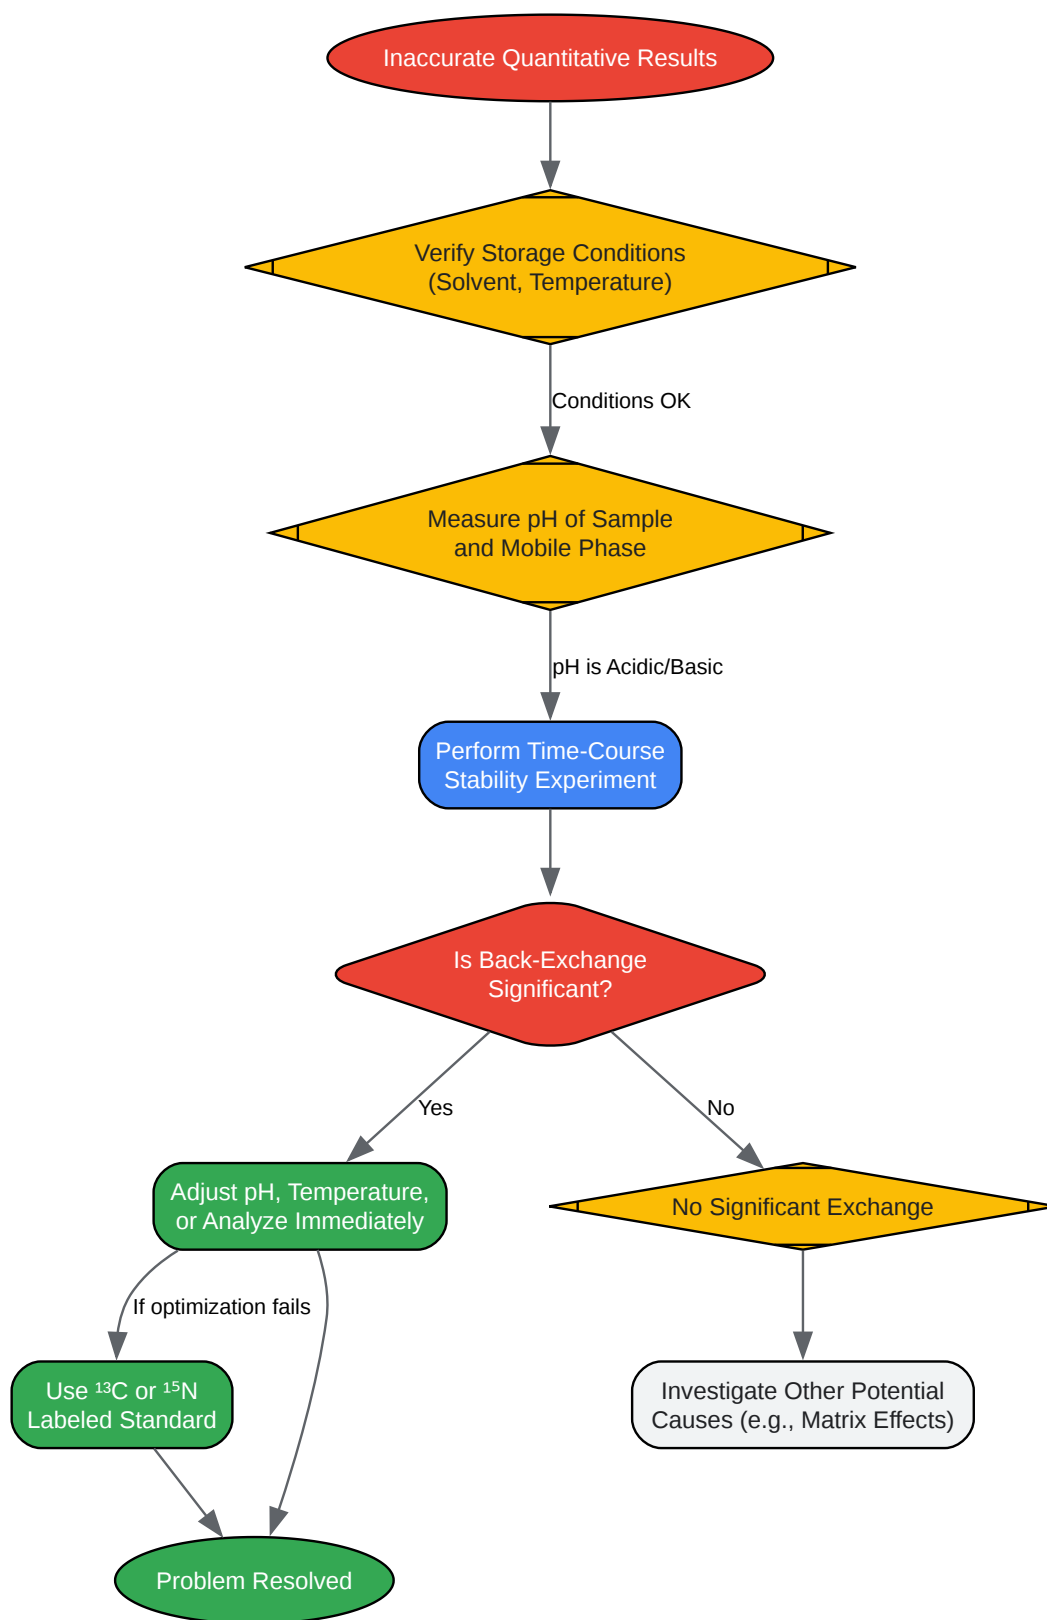 Inaccurate Quantitative Results
Verify Storage Conditions
(Solvent, Temperature)
Conditions OK
Measure pH of Sample
and Mobile Phase
pH is Acidic/Basic
Perform Time-Course
Stability Experiment
Is Back-Exchange
Significant?
Yes
No
Adjust pH, Temperature,
or Analyze Immediately
No Significant Exchange
If optimization fails
Use ¹³C or ¹⁵N
Labeled Standard
Investigate Other Potential
Causes (e.g., Matrix Effects)
Problem Resolved